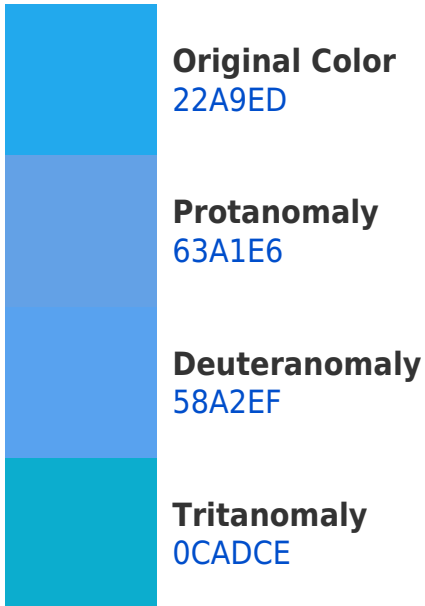 Original Color
22A9ED
Protanomaly
63A1E6
Deuteranomaly
58A2EF
Tritanomaly
0CADCE